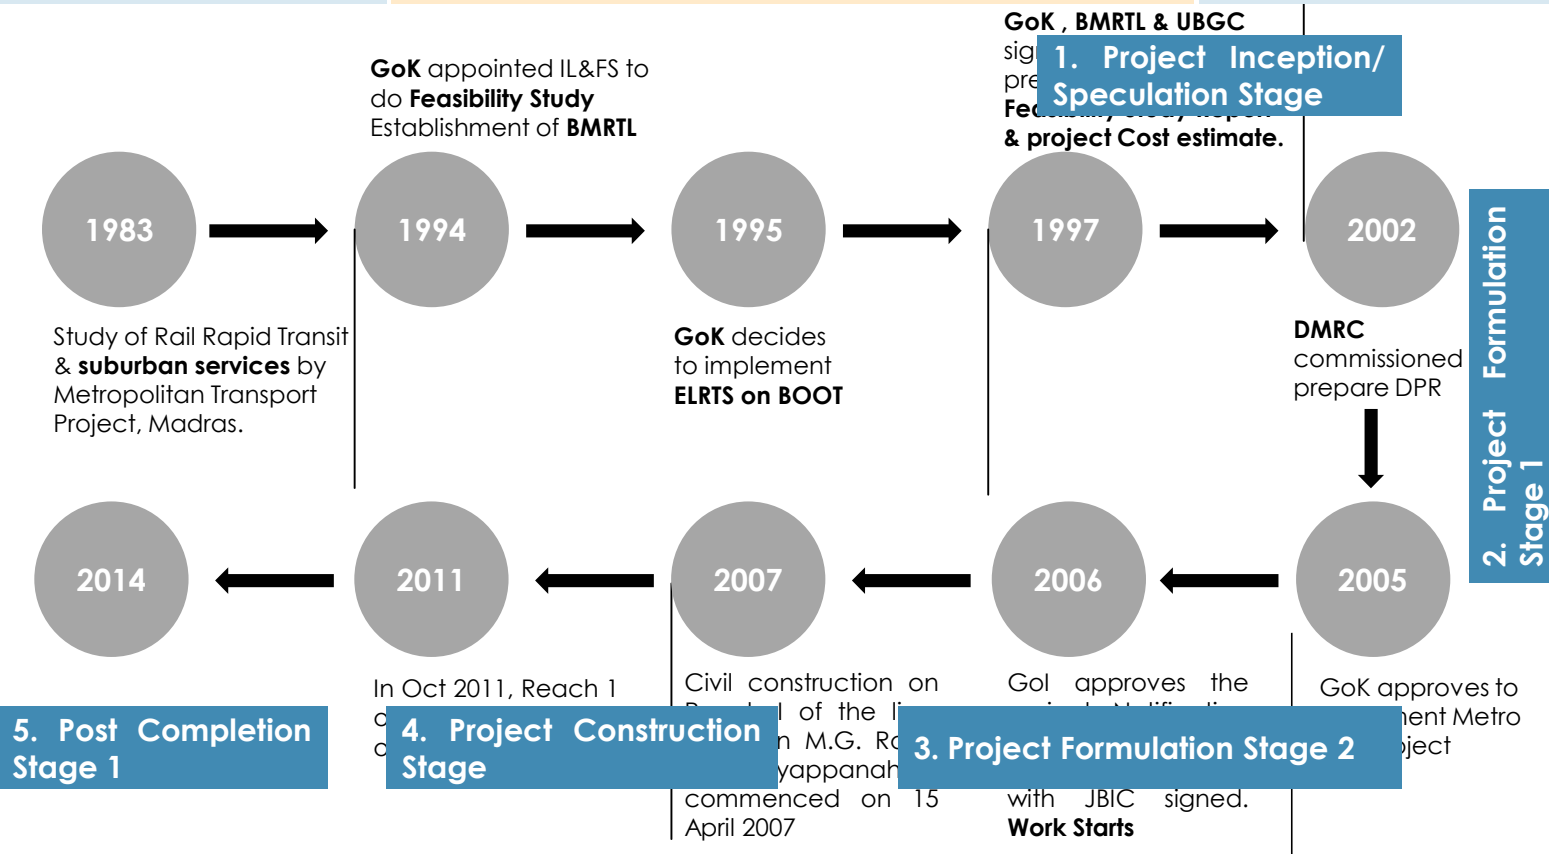 GoK , BMRTL & UBGC
GoK appointed IL&FS to
do Feasibility Study
Establishment of BMRTL
1. Project Inception/
Speculation Stage
& project Cost estimate.
1983
1994
1995
1997
2002
Study of Rail Rapid Transit
& suburban services by
Metropolitan Transport
Project, Madras.
GoK decides
to implement
ELRTS on BOOT
DMRC
commissioned
prepare DPR
2. Project Formulation
Stage 1
2014
2011
2007
2006
2005
In Oct 2011, Reach 1
Civil construction on
of the
M.G.
commenced on 15
April 2007
GoI approves the
with JBIC signed.
Work Starts
GoK approves to
Metro
5. Post Completion
Stage 1
4. Project Construction
Stage
3. Project Formulation Stage 2